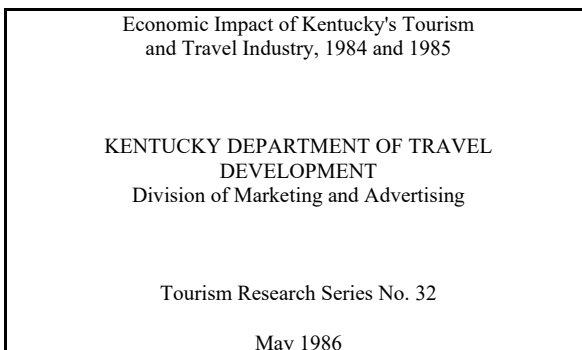 Economic Impact of Kentucky's Tourism
and Travel Industry, 1984 and 1985
KENTUCKY DEPARTMENT OF TRAVEL
DEVELOPMENT
Division of Marketing and Advertising
Tourism Research Series No. 32
May 1986